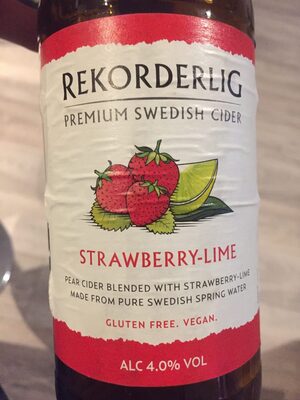 REKORDERLIG
PREMIUM SWEDISH CIDER
STRAWBERRY-LIME
PEAR CIDER BLENDED WITH STRAWBERRY-LIME
MADE FROM PURE SWEDISH SPRING WATER
GLUTEN FREE. VEGAN.
ALC 4.0% VOL